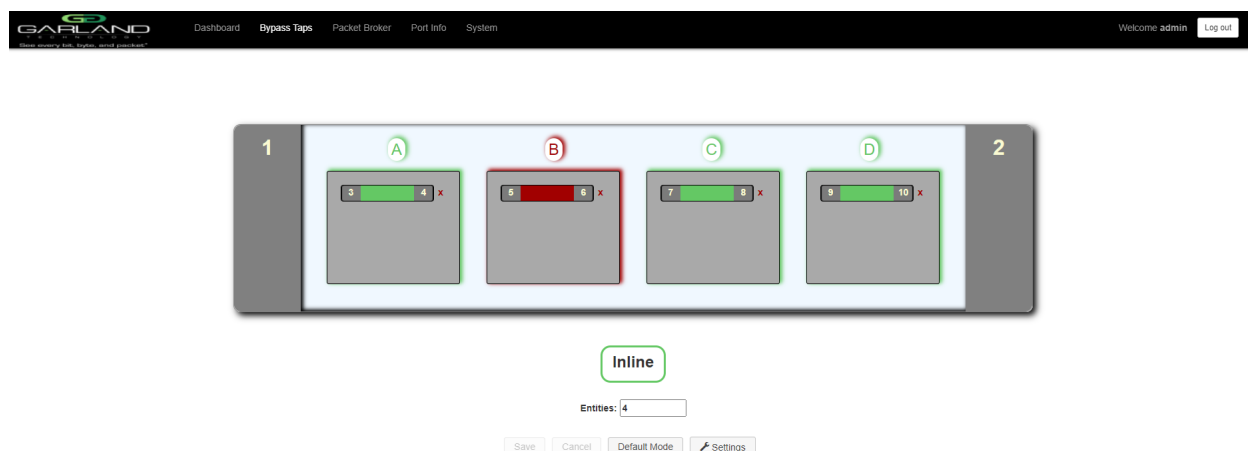 GARLAND
TECHNOLOGY
See every bit, byte, and packet®
Dashboard Bypass Taps Packet Broker Port Info System Welcome admin Log out
1 A B C D 2
3 4 x 5 6 x 7 8 x 9 10 x
Inline
Entities: 4
Save Cancel Default Mode Settings